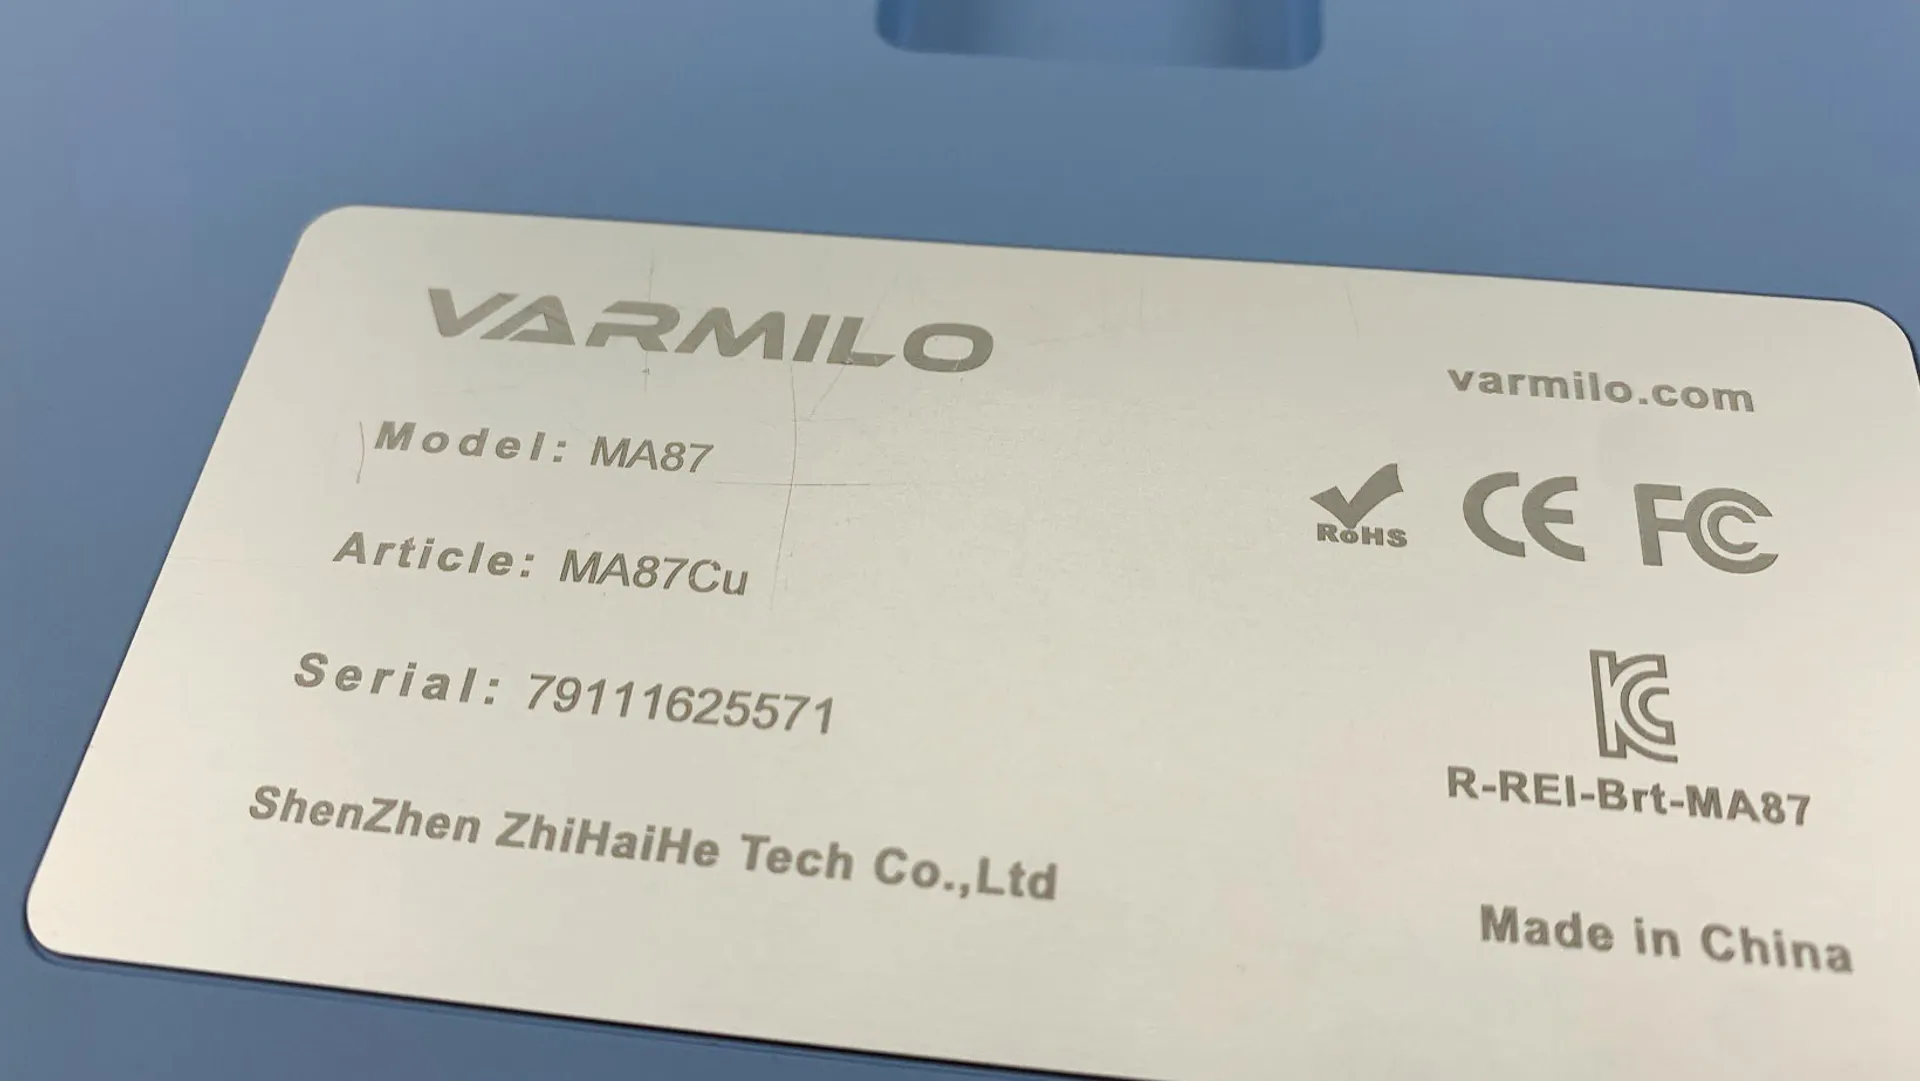 VARMILO
varmilo.com
Model: MA87
RoHS CE FC
Article: MA87Cu
Serial: 79111625571
KC
R-REI-Brt-MA87
ShenZhen ZhiHaiHe Tech Co.,Ltd
Made in China